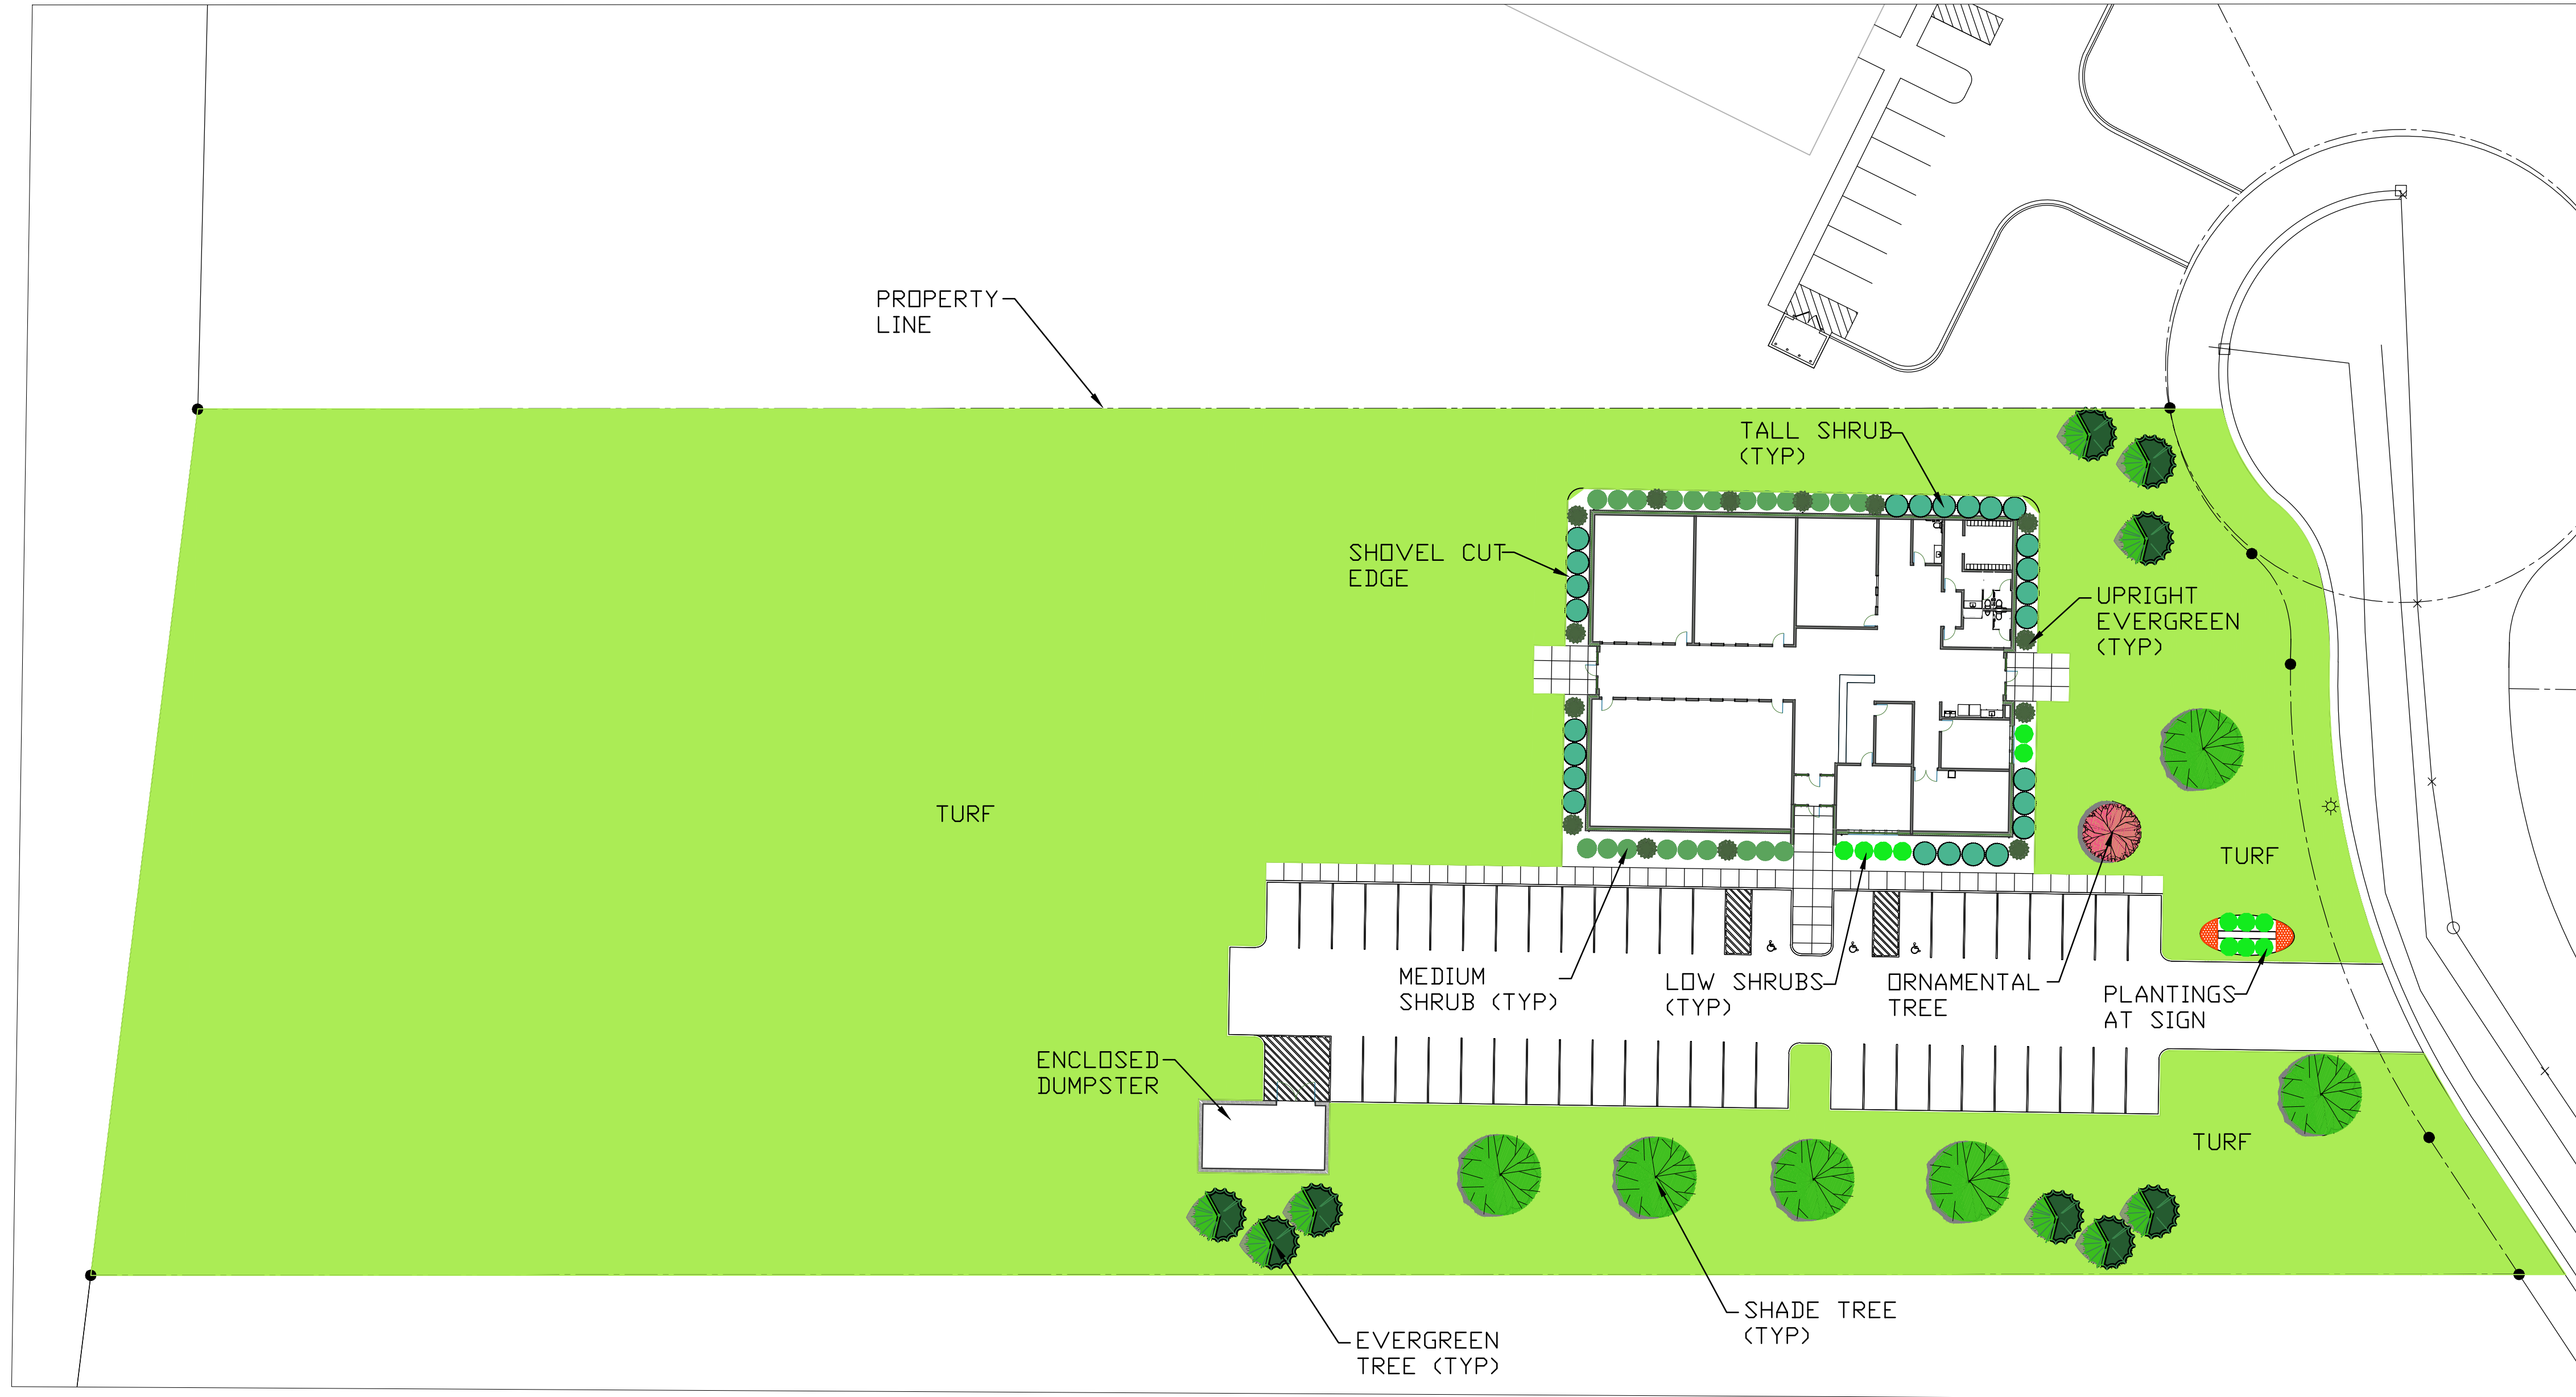 PROPERTY
LINE
TALL SHRUB
(TYP)
SHOVEL CUT
EDGE
UPRIGHT
EVERGREEN
(TYP)
TURF
TURF
MEDIUM
SHRUB (TYP)
LOW SHRUBS
(TYP)
ORNAMENTAL
TREE
PLANTINGS
AT SIGN
ENCLOSED
DUMPSTER
TURF
SHADE TREE
(TYP)
EVERGREEN
TREE (TYP)